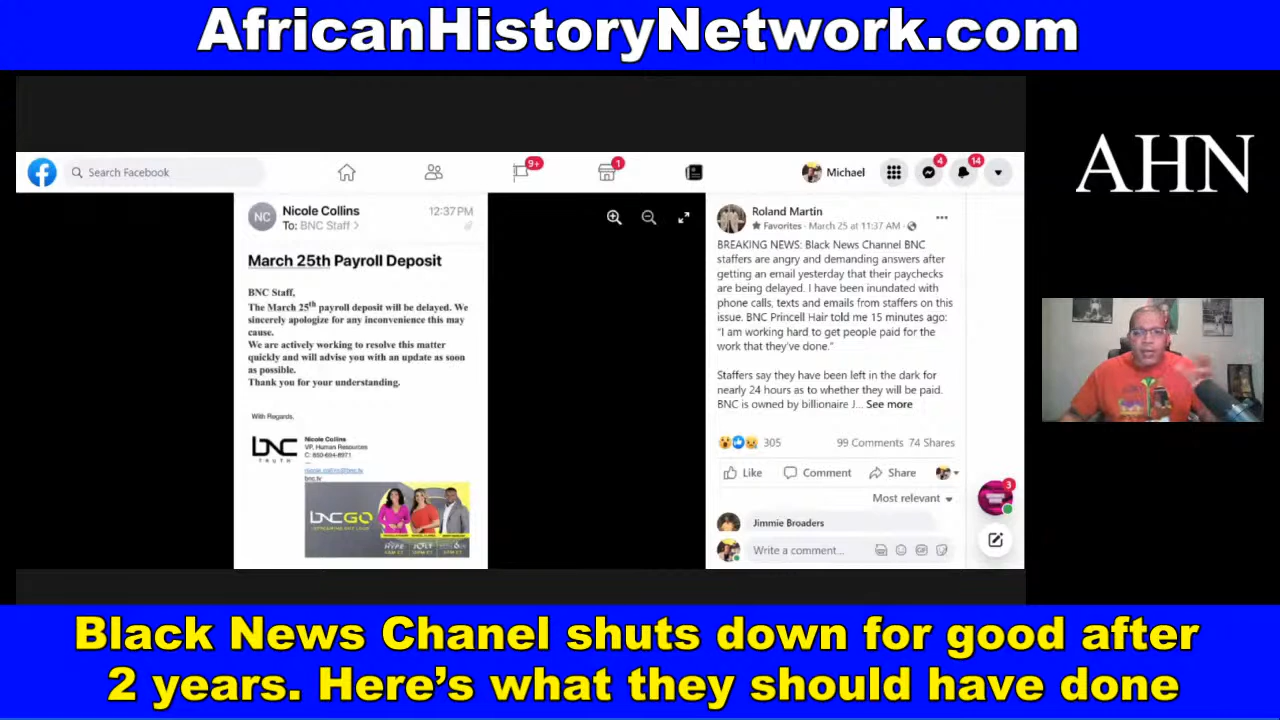 AfricanHistoryNetwork.com
AHN
Search Facebook
9+
1
Michael
4
14
NC
Nicole Collins
12:37PM
To: BNC Staff >
March 25th Payroll Deposit
BNC Staff,
The March 25th payroll deposit will be delayed. We
sincerely apologize for any inconvenience this may
cause.
We are actively working to resolve this matter
quickly and will advise you with an update as soon
as possible.
Thank you for your understanding.
With Regards,
bNC
TRUTH
Nicole Collins
VP, Human Resources
bnc.tv
bNCGO
Roland Martin
Favorites · March 25 at 11:37 AM ·
BREAKING NEWS: Black News Channel BNC
staffers are angry and demanding answers after
getting an email yesterday that their paychecks
are being delayed. I have been inundated with
phone calls, texts and emails from staffers on this
issue. BNC Princell Hair told me 15 minutes ago:
“I am working hard to get people paid for the
work that they’ve done.”
Staffers say they have been left in the dark for
nearly 24 hours as to whether they will be paid.
BNC is owned by billionaire J... See more
305
99 Comments 74 Shares
Like Comment Share
Most relevant
3
Jimmie Broaders
Write a comment...
GIF
Black News Chanel shuts down for good after
2 years. Here’s what they should have done